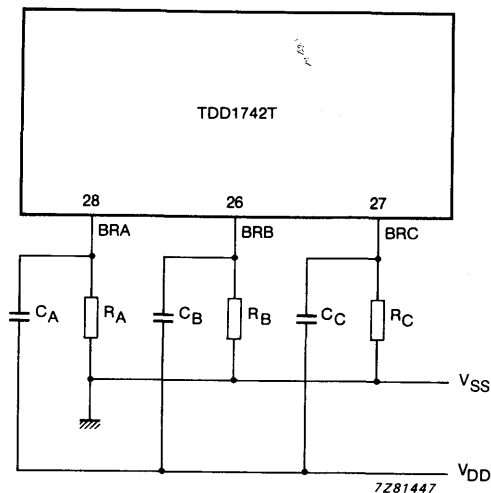 TDD1742T
28 26 27
BRA BRB BRC
CA RA CB RB CC RC
VSS
VDD
7Z81447